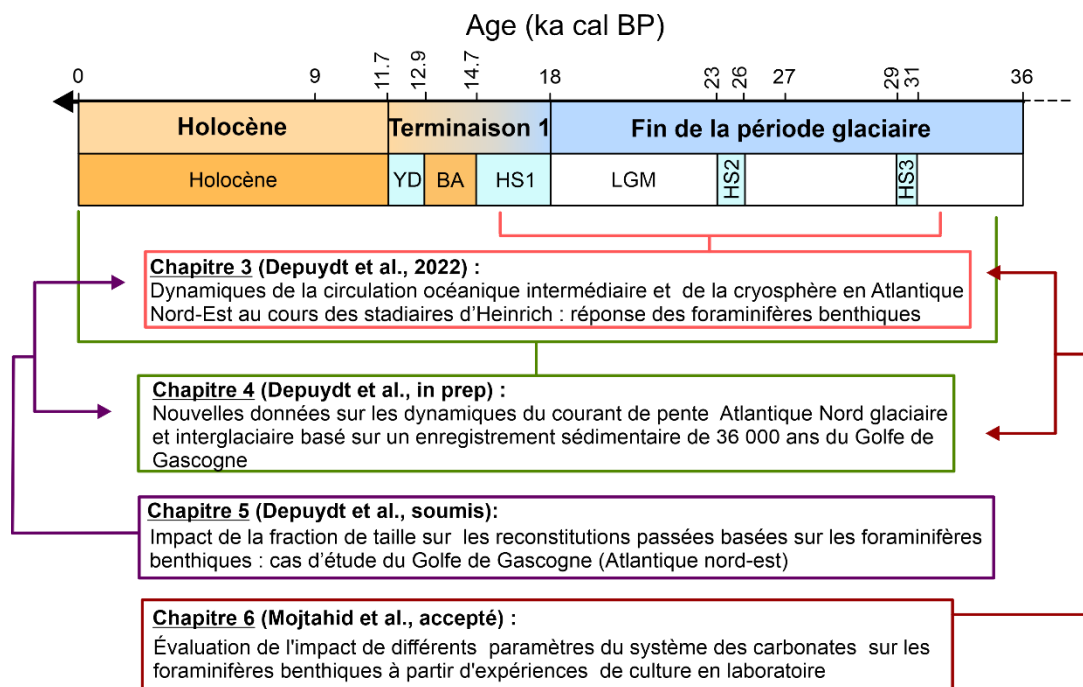 Age (ka cal BP)
0 9 11.7 12.9 14.7 18 23 26 27 29 31 36
Holocène Terminaison 1 Fin de la période glaciaire
Holocène YD BA HS1 LGM HS2 HS3
Chapitre 3 (Depuydt et al., 2022) :
Dynamiques de la circulation océanique intermédiaire et de la cryosphère en Atlantique
Nord-Est au cours des stadiaires d'Heinrich : réponse des foraminifères benthiques
Chapitre 4 (Depuydt et al., in prep) :
Nouvelles données sur les dynamiques du courant de pente Atlantique Nord glaciaire
et interglaciaire basé sur un enregistrement sédimentaire de 36 000 ans du Golfe de
Gascogne
Chapitre 5 (Depuydt et al., soumis):
Impact de la fraction de taille sur les reconstitutions passées basées sur les foraminifères
benthiques : cas d'étude du Golfe de Gascogne (Atlantique nord-est)
Chapitre 6 (Mojtahid et al., accepté) :
Évaluation de l'impact de différents paramètres du système des carbonates sur les
foraminifères benthiques à partir d'expériences de culture en laboratoire